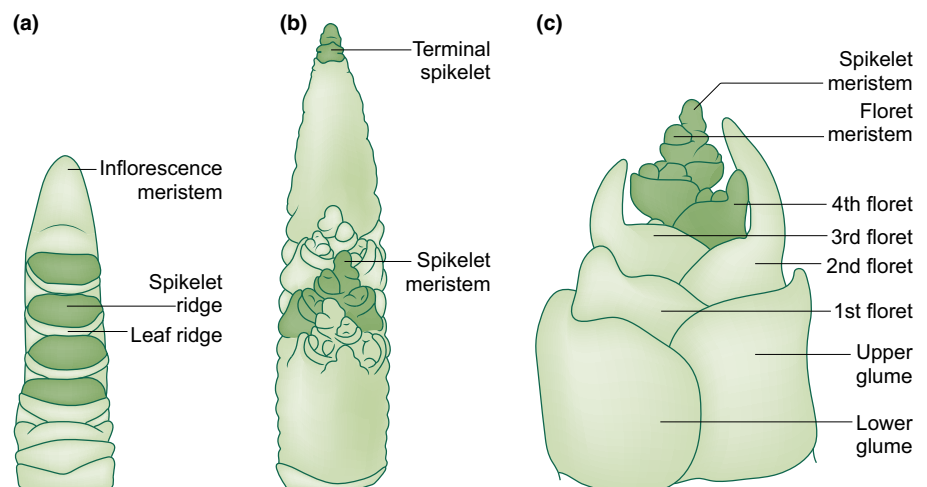 (a)
Inflorescence
meristem
Spikelet
ridge
Leaf ridge
(b)
Terminal
spikelet
Spikelet
meristem
(c)
Spikelet
meristem
Floret
meristem
4th floret
3rd floret
2nd floret
1st floret
Upper
glume
Lower
glume